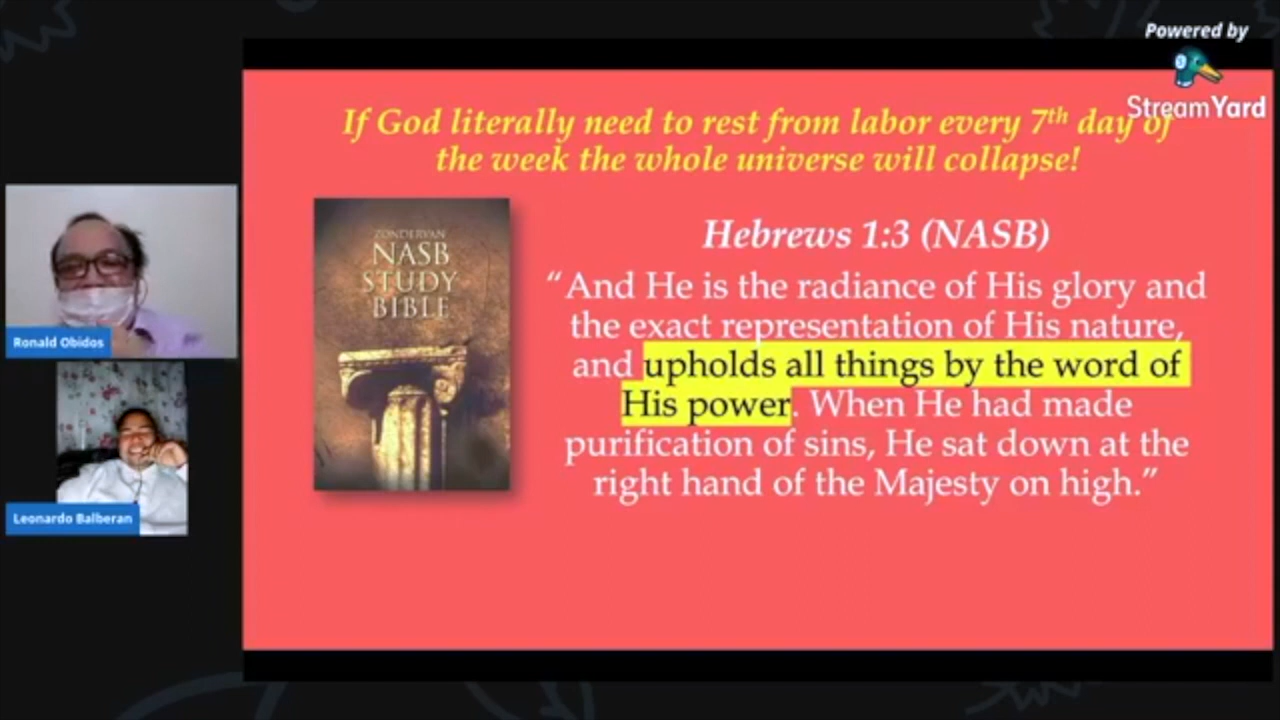 Powered by
StreamYard
If God literally need to rest from labor every 7th day of
the week the whole universe will collapse!
ZONDERVAN
NASB
STUDY
BIBLE
Hebrews 1:3 (NASB)
“And He is the radiance of His glory and
the exact representation of His nature,
and upholds all things by the word of
His power. When He had made
purification of sins, He sat down at the
right hand of the Majesty on high.”
Ronald Obidos
Leonardo Balberan